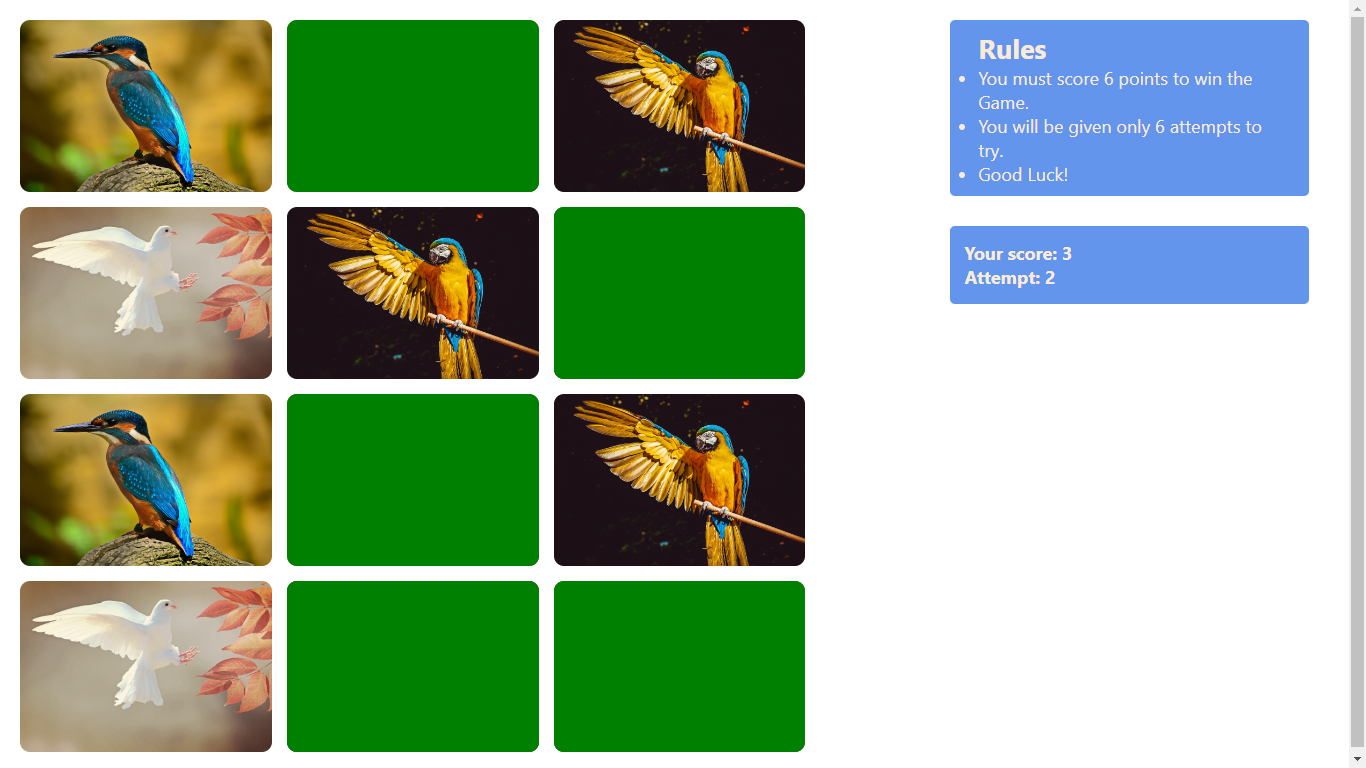 Rules
You must score 6 points to win the
Game.
You will be given only 6 attempts to
try.
Good Luck!
Your score: 3
Attempt: 2